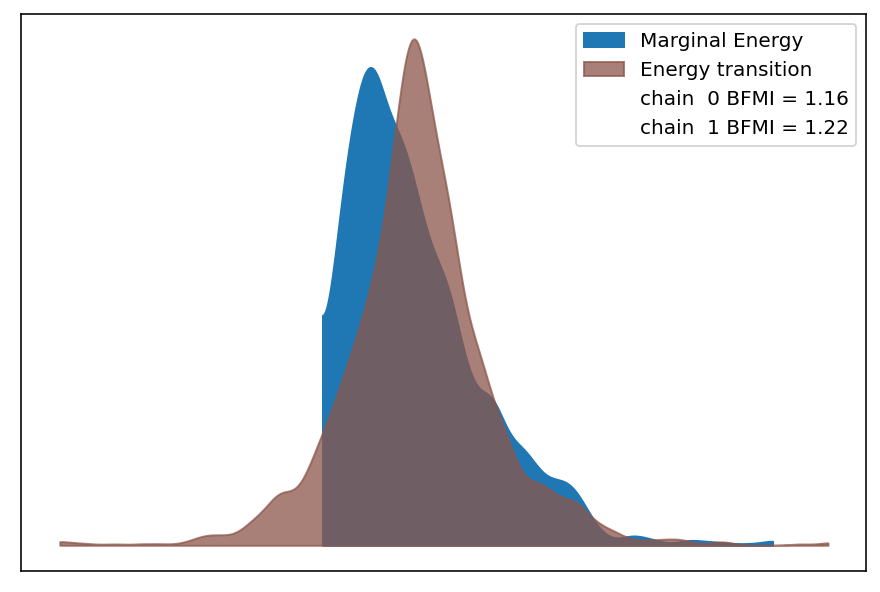 Marginal Energy
Energy transition
chain  0 BFMI = 1.16
chain  1 BFMI = 1.22